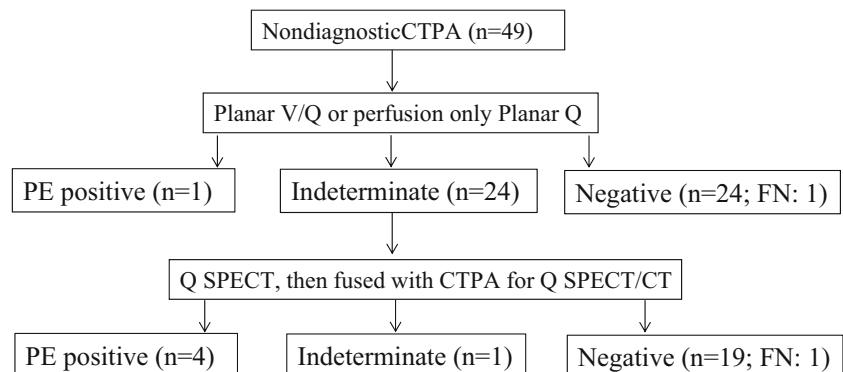 NondiagnosticCTPA (n=49)
Planar V/Q or perfusion only Planar Q
PE positive (n=1)
Indeterminate (n=24)
Negative (n=24; FN: 1)
Q SPECT, then fused with CTPA for Q SPECT/CT
PE positive (n=4)
Indeterminate (n=1)
Negative (n=19; FN: 1)